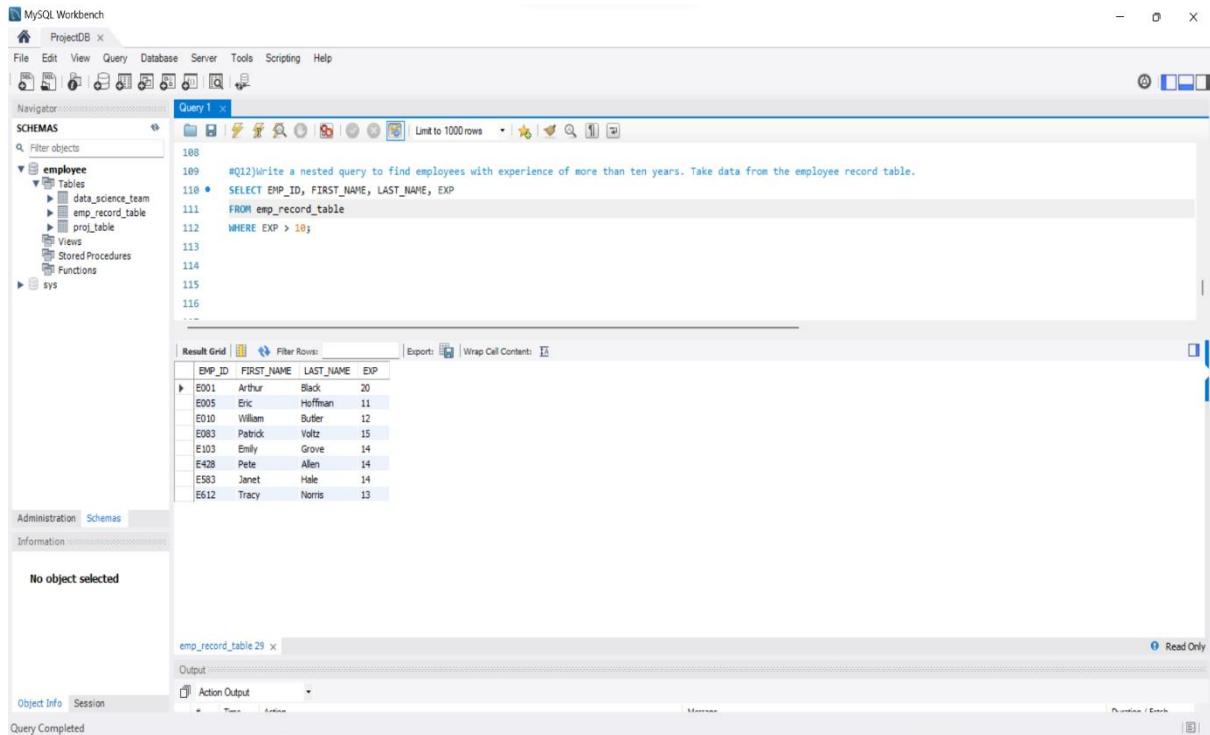 MySQL Workbench
ProjectDB
File Edit View Query Database Server Tools Scripting Help
Navigator
SCHEMAS
Filter objects
employee
Tables
data_science_team
emp_record_table
proj_table
Views
Stored Procedures
Functions
sys
Administration Schemas
Information
No object selected
Object Info Session
Query 1
Limit to 1000 rows
108
109 #Q12)Write a nested query to find employees with experience of more than ten years. Take data from the employee record table.
110 SELECT EMP_ID, FIRST_NAME, LAST_NAME, EXP
111 FROM emp_record_table
112 WHERE EXP > 10;
113
114
115
116
Result Grid Filter Rows: Export: Wrap Cell Content:
EMP_ID FIRST_NAME LAST_NAME EXP
E001 Arthur Black 20
E005 Eric Hoffman 11
E010 William Butler 12
E083 Patrick Voltz 15
E103 Emily Grove 14
E428 Pete Allen 14
E583 Janet Hale 14
E612 Tracy Norris 13
emp_record_table 29 Read Only
Output
Action Output
# Time Action Message Duration / Fetch
Query Completed